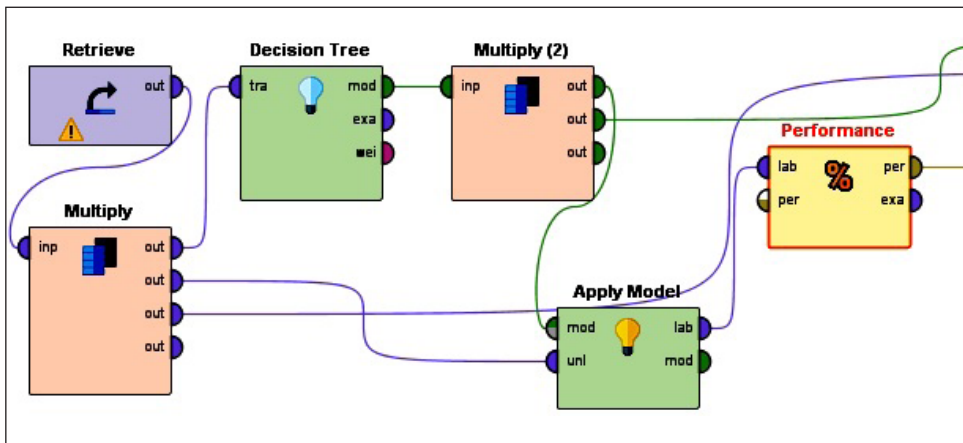 Retrieve
out
Decision Tree
tra
mod
exa
wei
Multiply (2)
inp
out
out
out
Performance
lab
per
per
exa
%
Multiply
inp
out
out
out
out
Apply Model
mod
lab
unl
mod